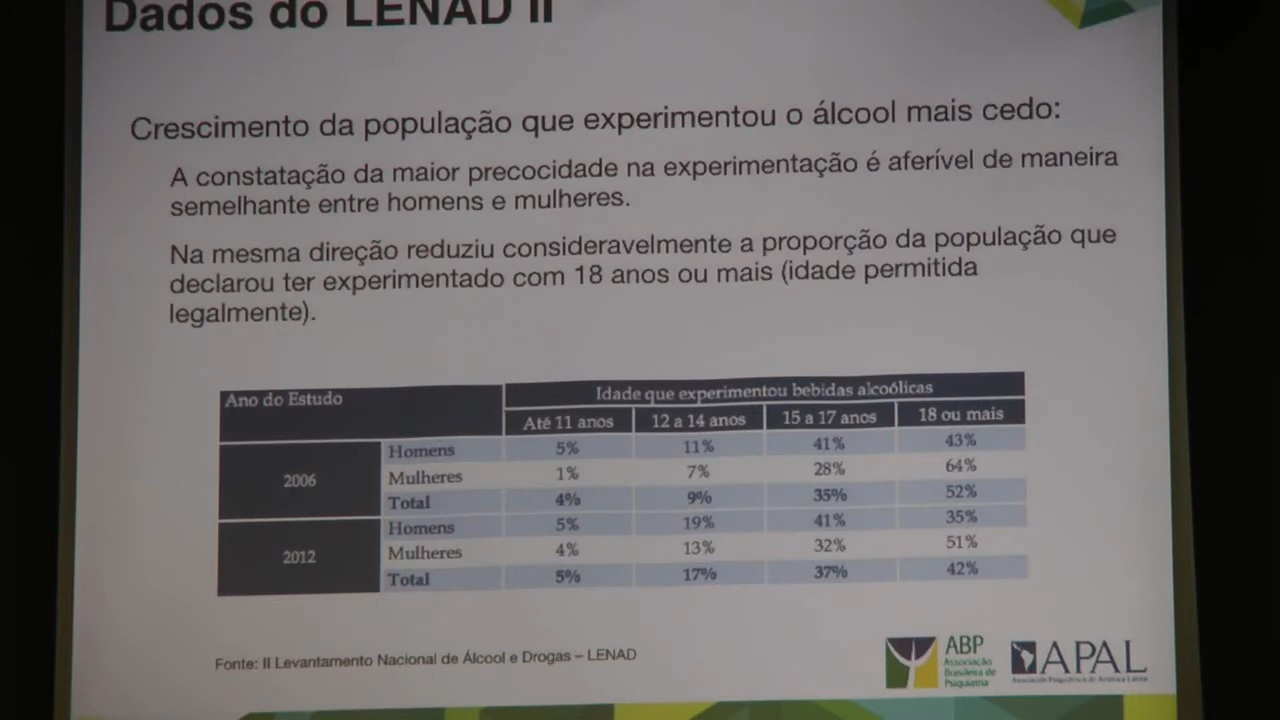 Dados do LENAD II
Crescimento da população que experimentou o álcool mais cedo:
A constatação da maior precocidade na experimentação é aferível de maneira
semelhante entre homens e mulheres.
Na mesma direção reduziu consideravelmente a proporção da população que
declarou ter experimentado com 18 anos ou mais (idade permitida
legalmente).
Ano do Estudo Idade que experimentou bebidas alcoólicas
Até 11 anos 12 a 14 anos 15 a 17 anos 18 ou mais
2006 Homens 5% 11% 41% 43%
Mulheres 1% 7% 28% 64%
Total 4% 9% 35% 52%
2012 Homens 5% 19% 41% 35%
Mulheres 4% 13% 32% 51%
Total 5% 17% 37% 42%
Fonte: II Levantamento Nacional de Álcool e Drogas – LENAD
ABP
Associação
Brasileira de
Psiquiatria
APAL